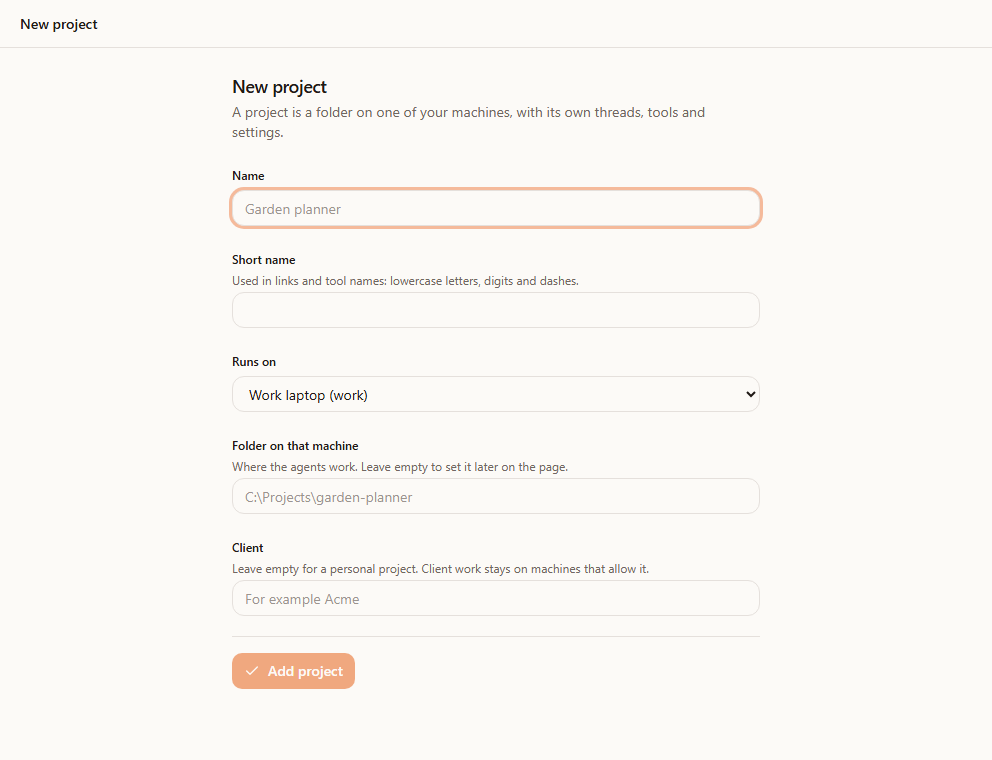 New project
New project
A project is a folder on one of your machines, with its own threads, tools and
settings.
Name
Garden planner
Short name
Used in links and tool names: lowercase letters, digits and dashes.
Runs on
Work laptop (work)
Folder on that machine
Where the agents work. Leave empty to set it later on the page.
C:\Projects\garden-planner
Client
Leave empty for a personal project. Client work stays on machines that allow it.
For example Acme
Add project